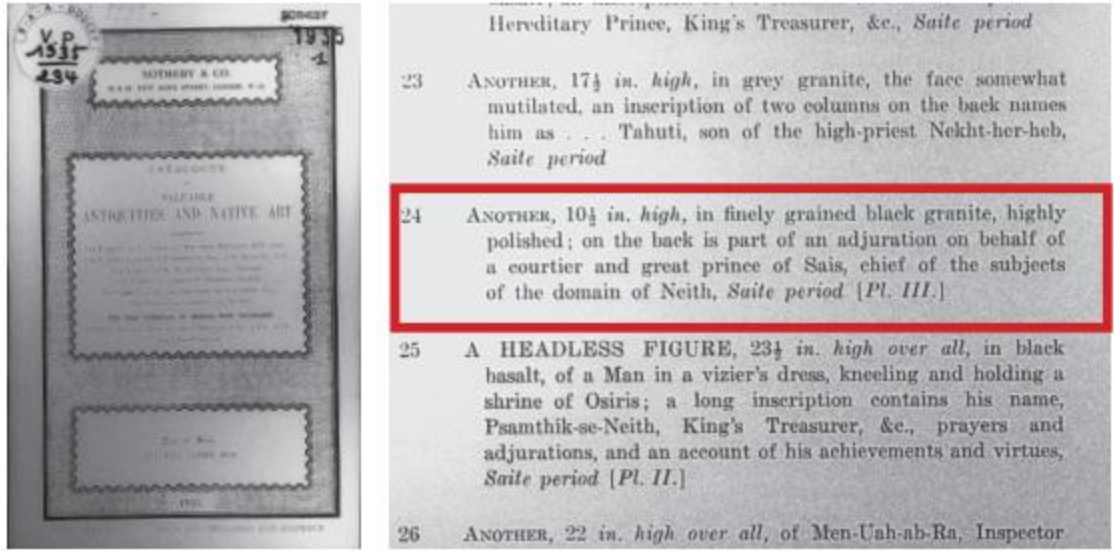 V.P.
1935
234
SOTHEBY
1935
1
SOTHEBY & CO.
CATALOGUE
VALUABLE
ANTIQUITIES AND NATIVE ART
Hereditary Prince, King's Treasurer, &c., Saite period
23 ANOTHER, 17½ in. high, in grey granite, the face somewhat
mutilated, an inscription of two columns on the back names
him as . . . Tahuti, son of the high-priest Nekht-her-heb,
Saite period
24 ANOTHER, 10½ in. high, in finely grained black granite, highly
polished; on the back is part of an adjuration on behalf of
a courtier and great prince of Sais, chief of the subjects
of the domain of Neith, Saite period [Pl. III.]
25 A HEADLESS FIGURE, 23½ in. high over all, in black
basalt, of a Man in a vizier's dress, kneeling and holding a
shrine of Osiris; a long inscription contains his name,
Psamthik-se-Neith, King's Treasurer, &c., prayers and
adjurations, and an account of his achievements and virtues,
Saite period [Pl. II.]
26 ANOTHER, 22 in. high over all, of Men-Uah-ab-Ra, Inspector